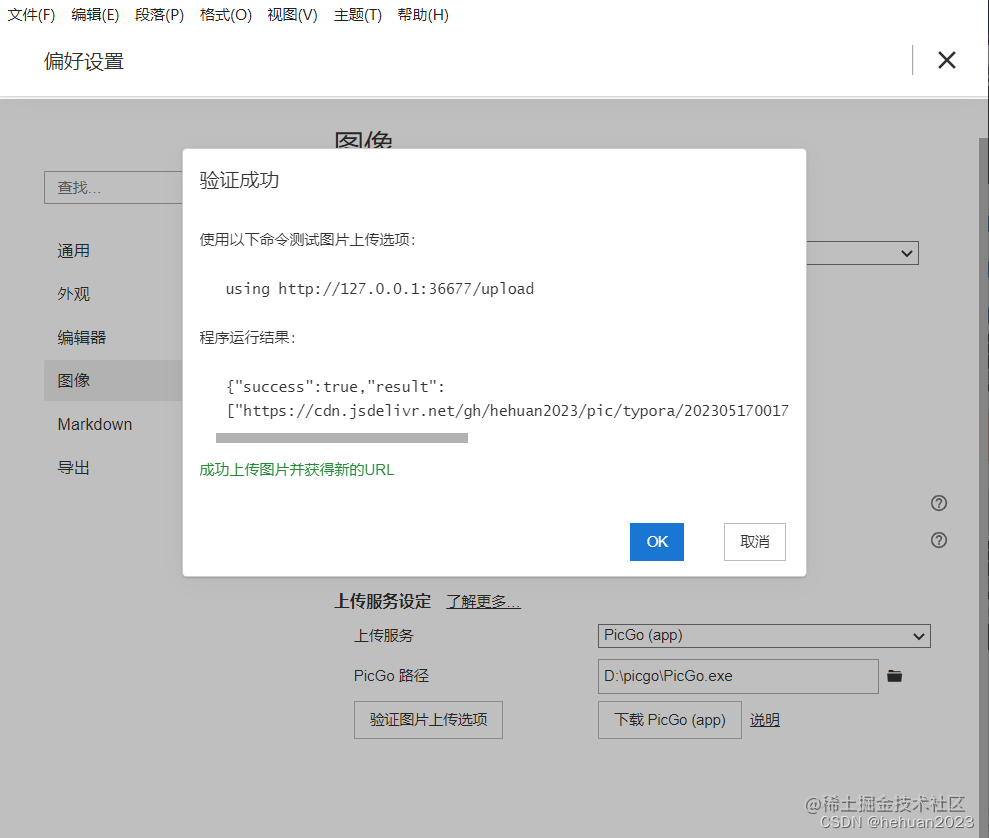 文件(F) 编辑(E) 段落(P) 格式(O) 视图(V) 主题(T) 帮助(H)
偏好设置
图像
查找...
通用
外观
编辑器
图像
Markdown
导出
验证成功
使用以下命令测试图片上传选项：
using http://127.0.0.1:36677/upload
程序运行结果：
{"success":true,"result":
["https://cdn.jsdelivr.net/gh/hehuan2023/pic/typora/202305170017
成功上传图片并获得新的URL
OK 取消
上传服务设定 了解更多...
上传服务 PicGo (app)
PicGo 路径 D:\picgo\PicGo.exe
验证图片上传选项 下载 PicGo (app) 说明
@稀土掘金技术社区
CSDN @hehuan2023